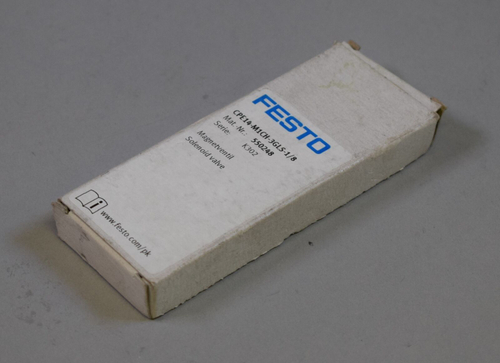 FESTO
CPE14-M1CH-3GLS-1/8
Mat. Nr.: 550248
Serie: K302
Magnetventil
Solenoid valve
www.festo.com/pk